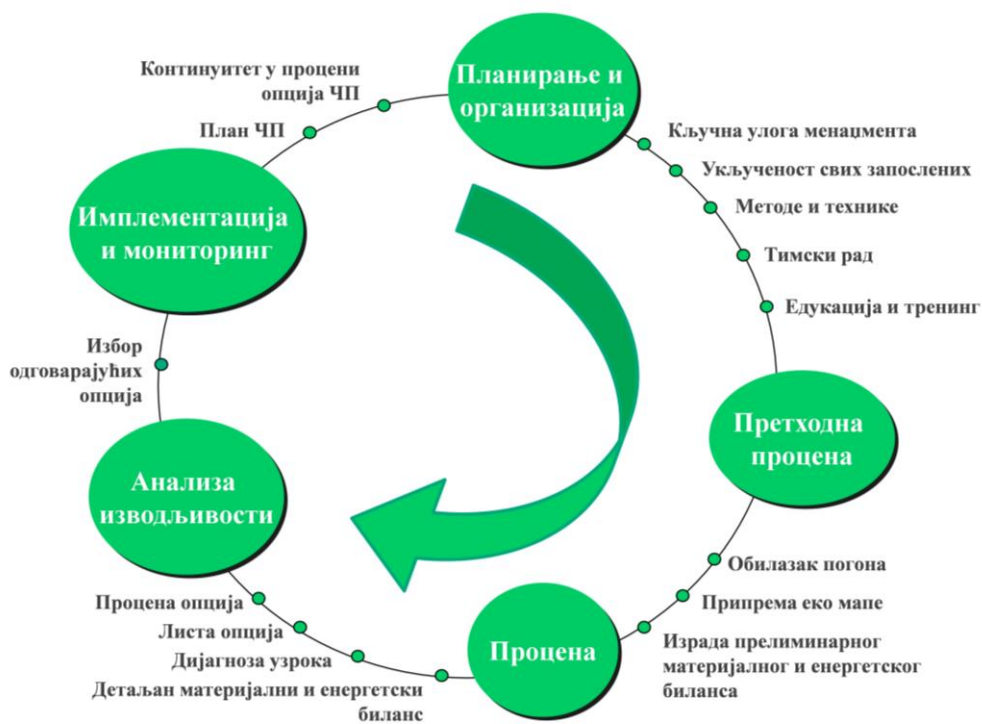 Планирање и
организација
Кључна улога менаџмента
Укљученост свих запослених
Методе и технике
Тимски рад
Едукација и тренинг
Претходна
процена
Обилазак погона
Припрема еко мапе
Израда прелиминарног
материјалног и енергетског
биланса
Процена
Детаљан материјални и енергетски
биланс
Дијагноза узрока
Листа опција
Процена опција
Анализа
изводљивости
Избор
одговарајућих
опција
Имплементација
и мониторинг
План ЧП
Континуитет у процени
опција ЧП